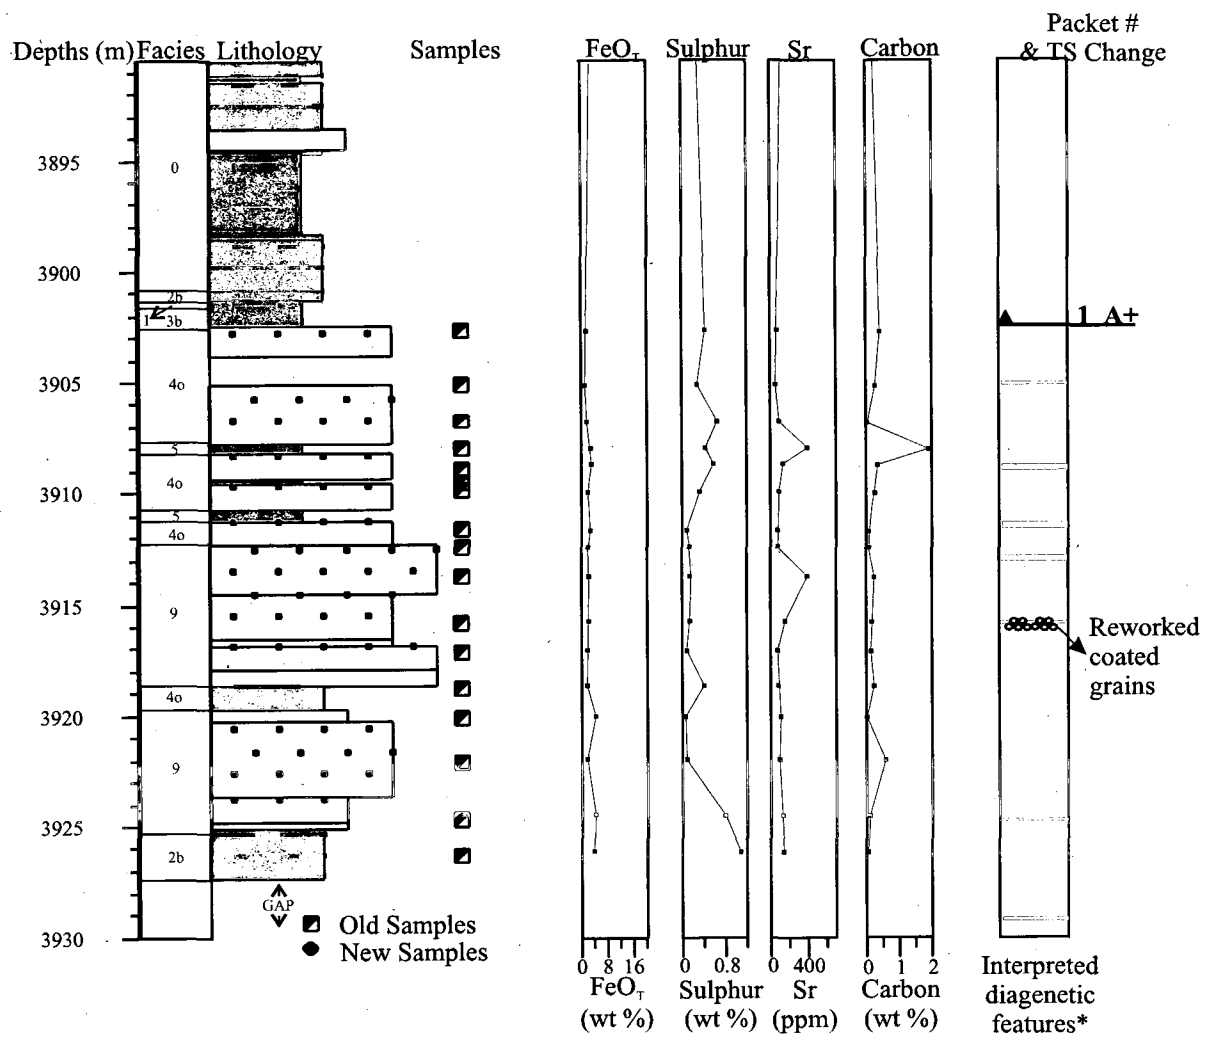 Packet #
& TS Change
Depths (m) Facies Lithology Samples FeO_T Sulphur Sr Carbon
3895
0
3900
2b
1 3b
1 A+
3905
4o
5
4o
3910
5
4o
3915
9
Reworked
coated
grains
4o
3920
9
3925
2b
GAP
Old Samples
New Samples
3930
0 8 16 0 0.8 0 400 0 1 2
FeO_T Sulphur Sr Carbon
(wt %) (wt %) (ppm) (wt %)
Interpreted
diagenetic
features*